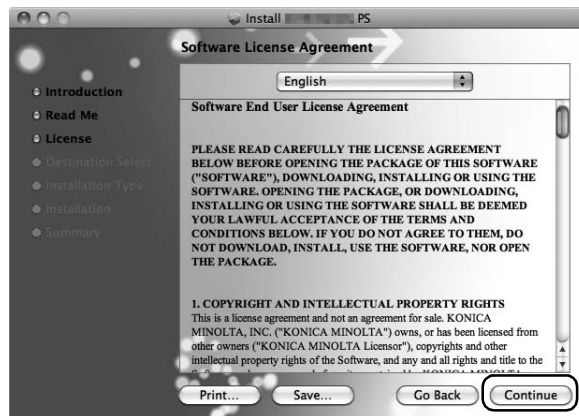 Install PS
Software License Agreement
English
Introduction
Read Me
License
Destination Select
Installation Type
Installation
Summary
Software End User License Agreement
PLEASE READ CAREFULLY THE LICENSE AGREEMENT
BELOW BEFORE OPENING THE PACKAGE OF THIS SOFTWARE
("SOFTWARE"), DOWNLOADING, INSTALLING OR USING THE
SOFTWARE. OPENING THE PACKAGE, OR DOWNLOADING,
INSTALLING OR USING THE SOFTWARE SHALL BE DEEMED
YOUR LAWFUL ACCEPTANCE OF THE TERMS AND
CONDITIONS BELOW. IF YOU DO NOT AGREE TO THEM, DO
NOT DOWNLOAD, INSTALL, USE THE SOFTWARE, NOR OPEN
THE PACKAGE.
1. COPYRIGHT AND INTELLECTUAL PROPERTY RIGHTS
This is a license agreement and not an agreement for sale. KONICA
MINOLTA, INC. ("KONICA MINOLTA") owns, or has been licensed from
other owners ("KONICA MINOLTA Licensor"), copyrights and other
intellectual property rights of the Software, and any and all rights and title to the
Print... Save... Go Back Continue